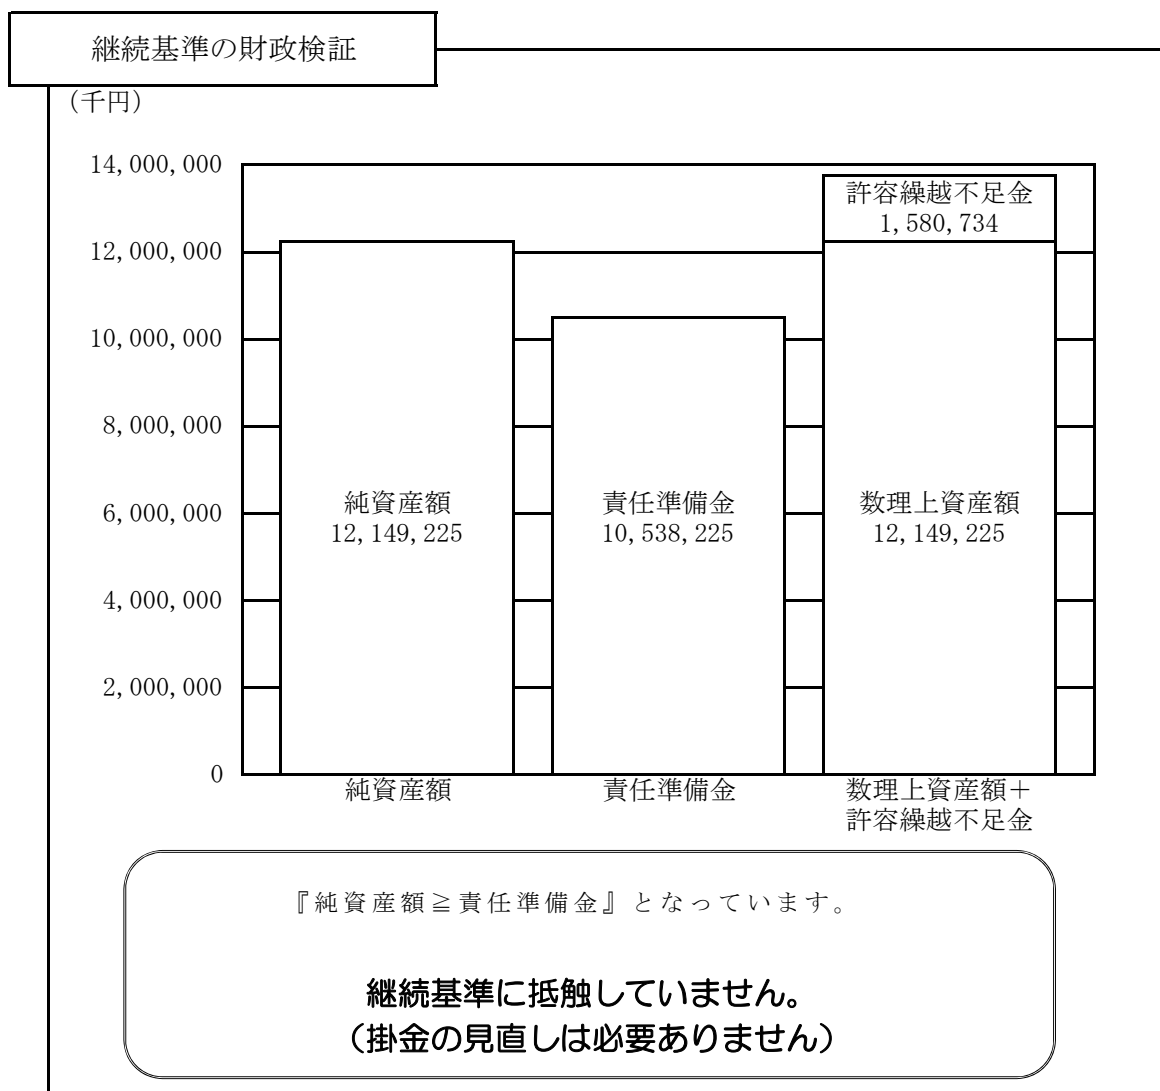 継続基準の財政検証
(千円)
14,000,000
12,000,000
10,000,000
8,000,000
6,000,000
4,000,000
2,000,000
0
純資産額
12,149,225
責任準備金
10,538,225
許容繰越不足金
1,580,734
数理上資産額
12,149,225
純資産額
責任準備金
数理上資産額＋
許容繰越不足金
『純資産額≧責任準備金』となっています。
継続基準に抵触していません。
（掛金の見直しは必要ありません）